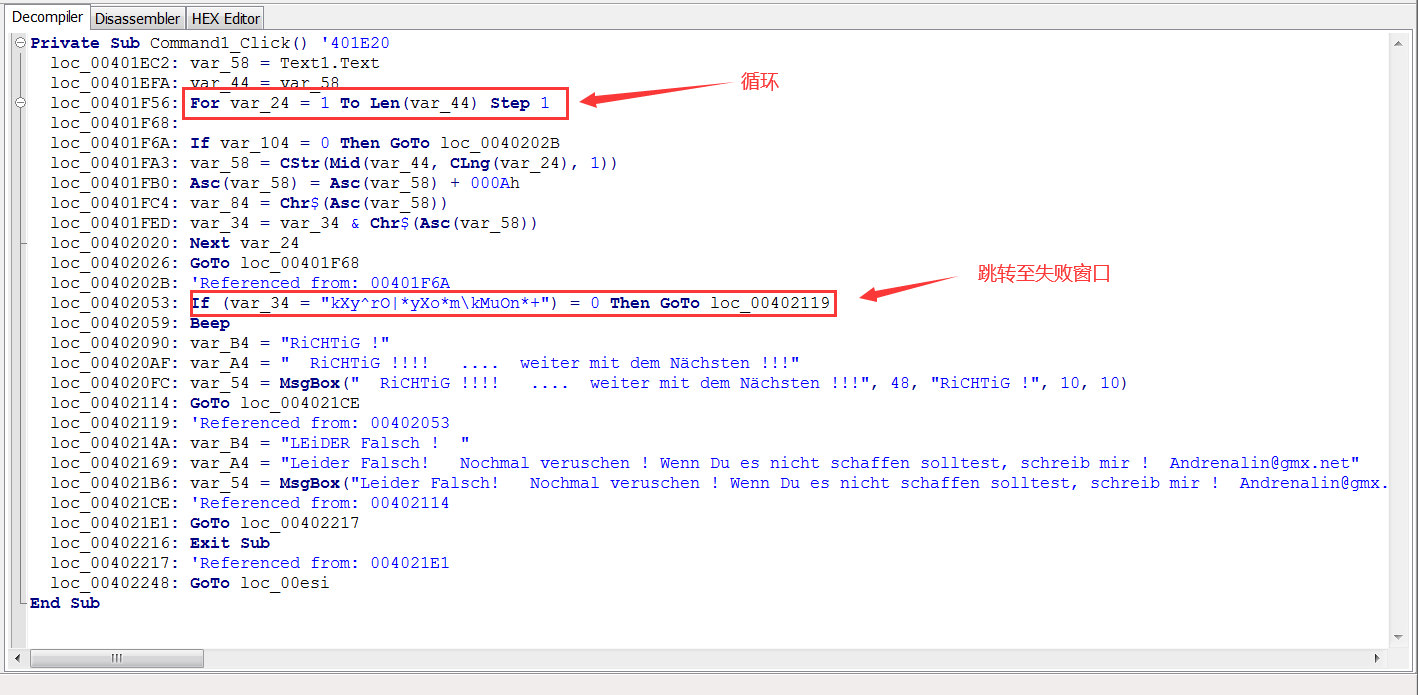 Decompiler Disassembler HEX Editor
Private Sub Command1_Click() '401E20
loc_00401EC2: var_58 = Text1.Text
loc_00401EFA: var_44 = var_58
循环
loc_00401F56: For var_24 = 1 To Len(var_44) Step 1
loc_00401F68:
loc_00401F6A: If var_104 = 0 Then GoTo loc_0040202B
loc_00401FA3: var_58 = CStr(Mid(var_44, CLng(var_24), 1))
loc_00401FB0: Asc(var_58) = Asc(var_58) + 000Ah
loc_00401FC4: var_84 = Chr$(Asc(var_58))
loc_00401FED: var_34 = var_34 & Chr$(Asc(var_58))
loc_00402020: Next var_24
loc_00402026: GoTo loc_00401F68
跳转至失败窗口
loc_0040202B: 'Referenced from: 00401F6A
loc_00402053: If (var_34 = "kXy^rO|*yXo*m\kMuOn*+") = 0 Then GoTo loc_00402119
loc_00402059: Beep
loc_00402090: var_B4 = "RiCHTiG !"
loc_004020AF: var_A4 = "  RiCHTiG !!!!   ....  weiter mit dem Nächsten !!!"
loc_004020FC: var_54 = MsgBox("  RiCHTiG !!!!   ....  weiter mit dem Nächsten !!!", 48, "RiCHTiG !", 10, 10)
loc_00402114: GoTo loc_004021CE
loc_00402119: 'Referenced from: 00402053
loc_0040214A: var_B4 = "LEiDER Falsch !  "
loc_00402169: var_A4 = "Leider Falsch!   Nochmal veruschen ! Wenn Du es nicht schaffen solltest, schreib mir !  Andrenalin@gmx.net"
loc_004021B6: var_54 = MsgBox("Leider Falsch!   Nochmal veruschen ! Wenn Du es nicht schaffen solltest, schreib mir !  Andrenalin@gmx.
loc_004021CE: 'Referenced from: 00402114
loc_004021E1: GoTo loc_00402217
loc_00402216: Exit Sub
loc_00402217: 'Referenced from: 004021E1
loc_00402248: GoTo loc_00esi
End Sub